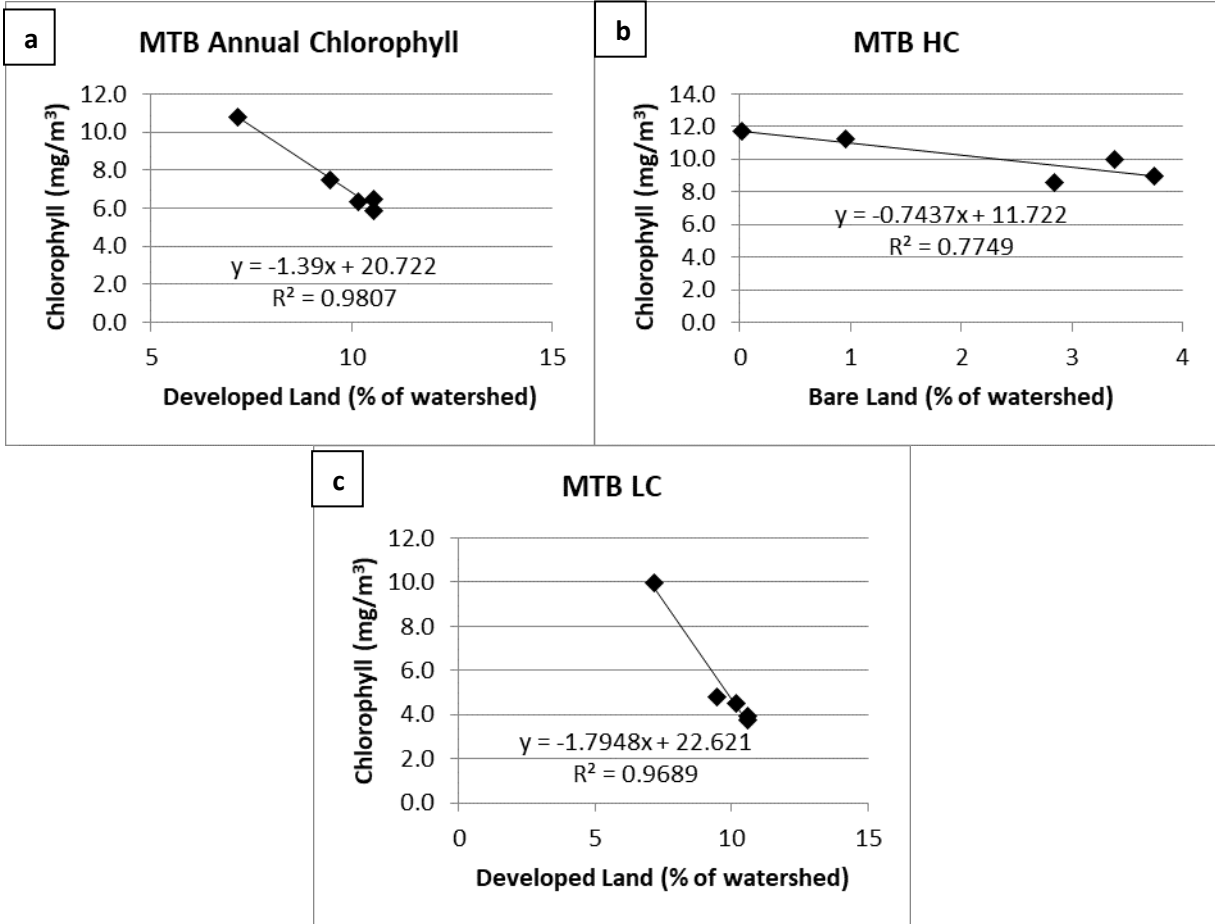 a
MTB Annual Chlorophyll
Chlorophyll (mg/m³)
12.0
10.0
8.0
6.0
4.0
2.0
0.0
y = -1.39x + 20.722
R² = 0.9807
5 10 15
Developed Land (% of watershed)
b
MTB HC
Chlorophyll (mg/m³)
14.0
12.0
10.0
8.0
6.0
4.0
2.0
0.0
y = -0.7437x + 11.722
R² = 0.7749
0 1 2 3 4
Bare Land (% of watershed)
c
MTB LC
Chlorophyll (mg/m³)
12.0
10.0
8.0
6.0
4.0
2.0
0.0
y = -1.7948x + 22.621
R² = 0.9689
0 5 10 15
Developed Land (% of watershed)